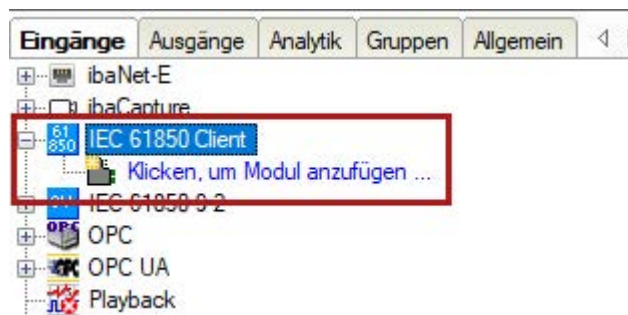 Eingänge Ausgänge Analytik Gruppen Allgemein
ibaNet-E
ibaCapture
61 850 IEC 61850 Client
Klicken, um Modul anzufügen ...
IEC 61850-9-2
OPC
OPC UA
Playback